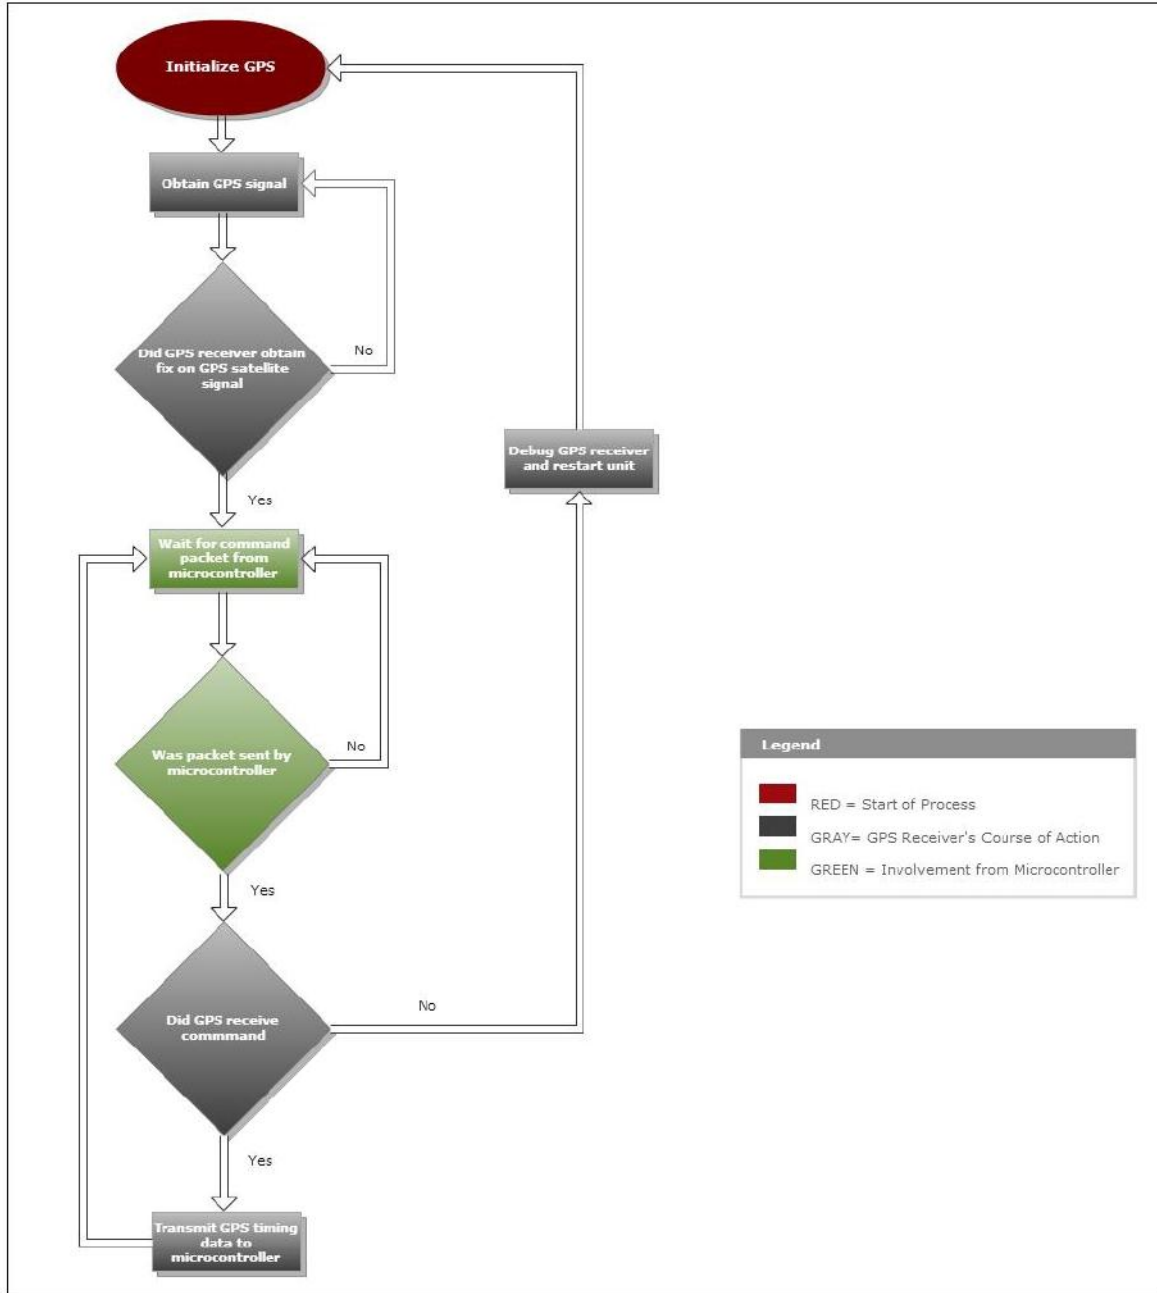 Initialize GPS
Obtain GPS signal
Did GPS receiver obtain
fix on GPS satellite
signal
No
Yes
Debug GPS receiver
and restart unit
Wait for command
packet from
microcontroller
Was packet sent by
microcontroller
No
Yes
Did GPS receive
commmand
No
Yes
Transmit GPS timing
data to
microcontroller
Legend
RED = Start of Process
GRAY= GPS Receiver's Course of Action
GREEN = Involvement from Microcontroller